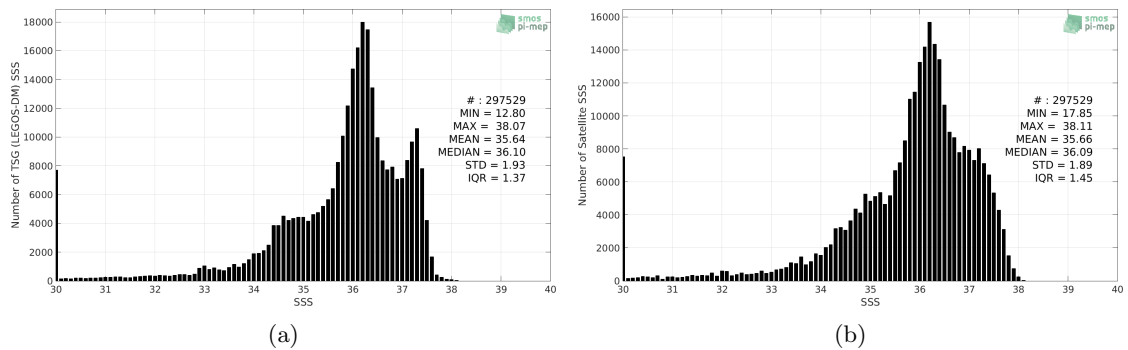 18000
16000
14000
12000
10000
8000
6000
4000
2000
0
Number of TSG (LEGOS-DM) SSS
smos
pi-mep
# : 297529
MIN = 12.80
MAX = 38.07
MEAN = 35.64
MEDIAN = 36.10
STD = 1.93
IQR = 1.37
30 31 32 33 34 35 36 37 38 39 40
SSS
(a)
16000
14000
12000
10000
8000
6000
4000
2000
0
Number of Satellite SSS
smos
pi-mep
# : 297529
MIN = 17.85
MAX = 38.11
MEAN = 35.66
MEDIAN = 36.09
STD = 1.89
IQR = 1.45
30 31 32 33 34 35 36 37 38 39 40
SSS
(b)